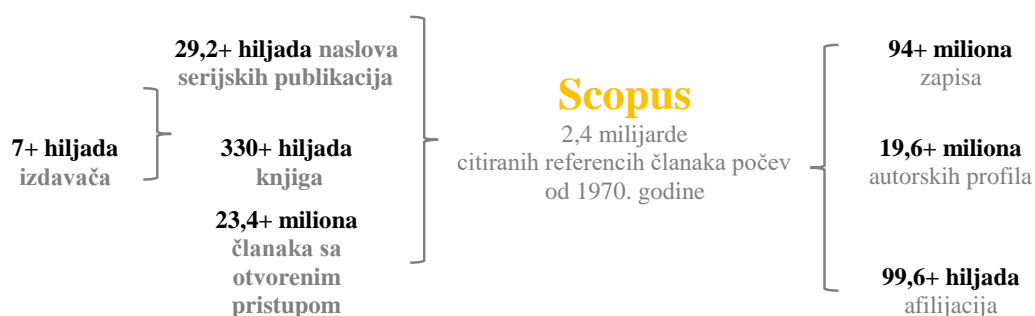 7+ hiljada
izdavača
29,2+ hiljada naslova
serijskih publikacija
330+ hiljada
knjiga
23,4+ miliona
članaka sa
otvorenim
pristupom
Scopus
2,4 milijarde
citiranih referencih članaka počev
od 1970. godine
94+ miliona
zapisa
19,6+ miliona
autorskih profila
99,6+ hiljada
afilijacija